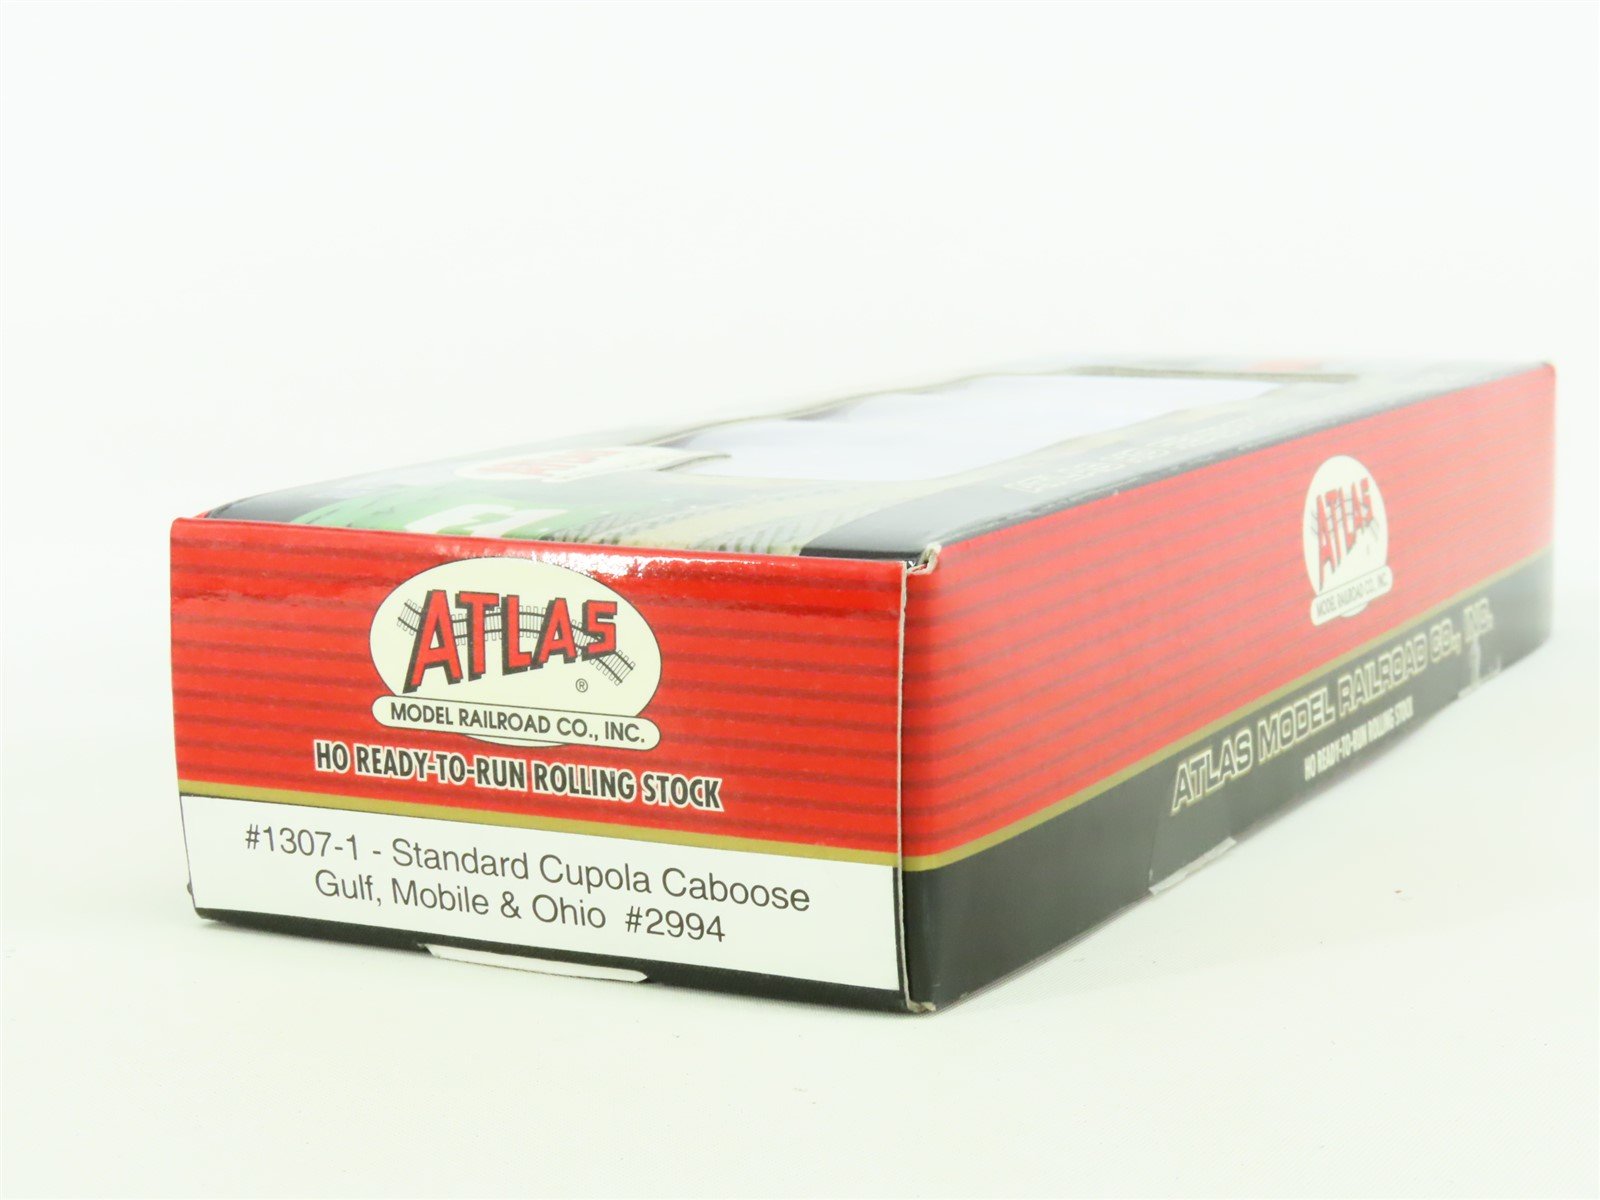 ATLAS
®
MODEL RAILROAD CO., INC.
HO READY-TO-RUN ROLLING STOCK
#1307-1 - Standard Cupola Caboose
Gulf, Mobile & Ohio #2994
ATLAS
MODEL RAILROAD CO., INC.
ATLAS MODEL RAILROAD CO., INC.
HO READY-TO-RUN ROLLING STOCK